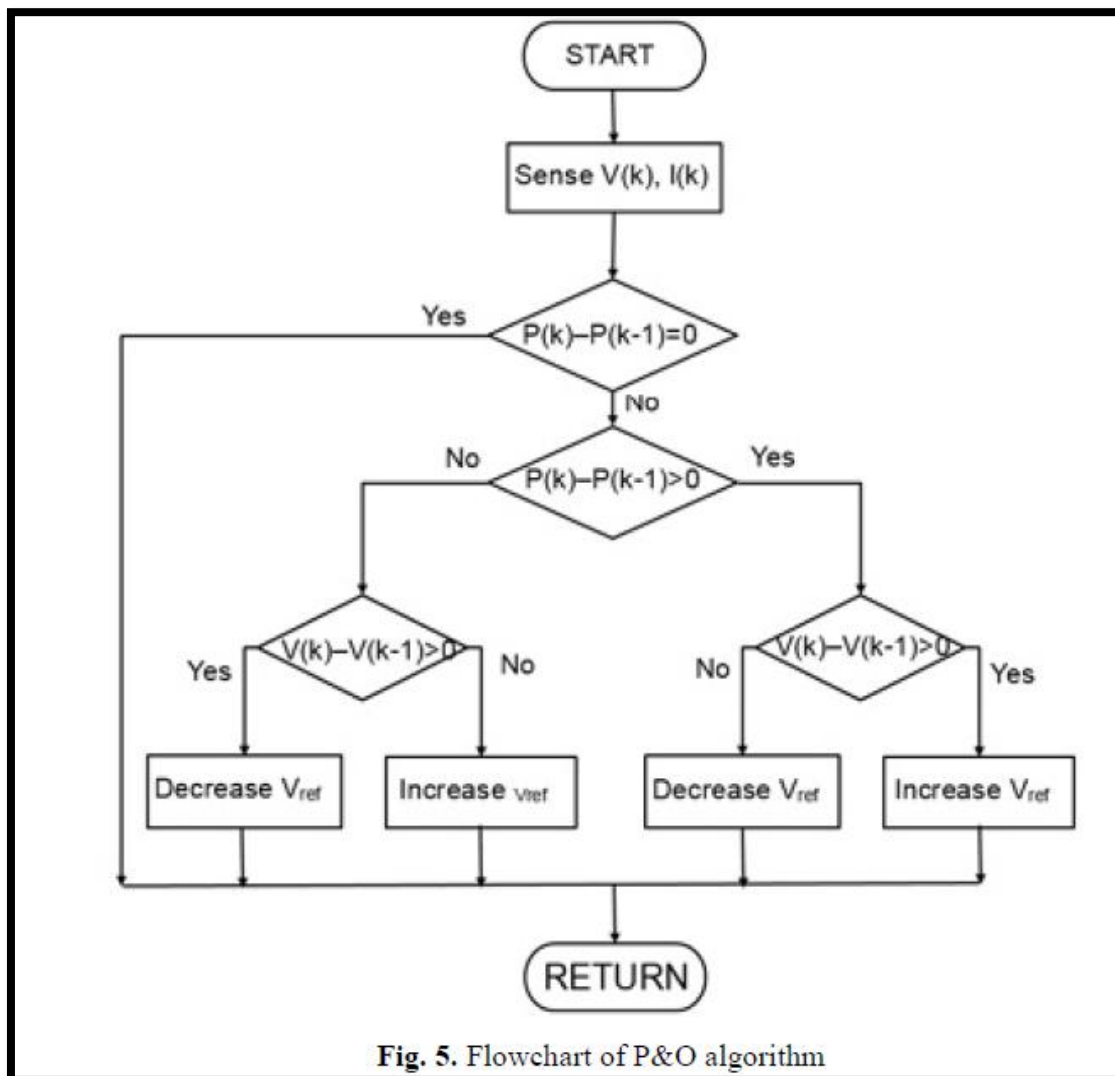 START
Sense V(k), I(k)
Yes
P(k)–P(k-1)=0
No
No
Yes
P(k)–P(k-1)>0
V(k)–V(k-1)>0
V(k)–V(k-1)>0
Yes
No
No
Yes
Decrease Vref
Increase Vref
Decrease Vref
Increase Vref
RETURN
Fig. 5. Flowchart of P&O algorithm